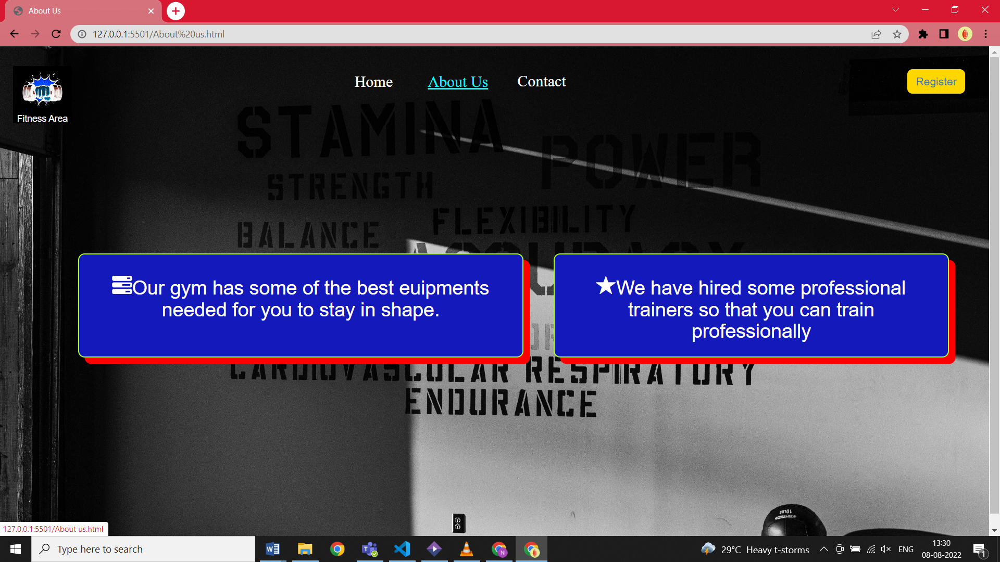 About Us
127.0.0.1:5501/About%20us.html
Home
About Us
Contact
Register
Fitness Area
STAMINA
POWER
STRENGTH
FLEXIBILITY
BALANCE
Our gym has some of the best euipments
needed for you to stay in shape.
We have hired some professional
trainers so that you can train
professionally
CARDIOVASCULAR RESPIRATORY
ENDURANCE
10LBS
127.0.0.1:5501/About us.html
Type here to search
29°C Heavy t-storms
ENG
13:30
08-08-2022
1